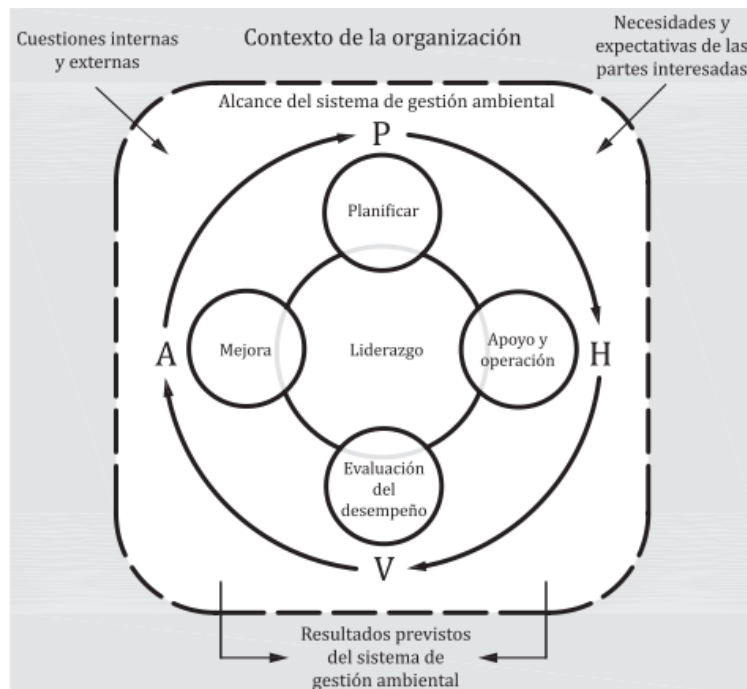 Cuestiones internas
y externas
Contexto de la organización
Necesidades y
expectativas de las
partes interesadas
Alcance del sistema de gestión ambiental
P
Planificar
A
Mejora
Liderazgo
Apoyo y
operación
H
Evaluación
del
desempeño
V
Resultados previstos
del sistema de
gestión ambiental